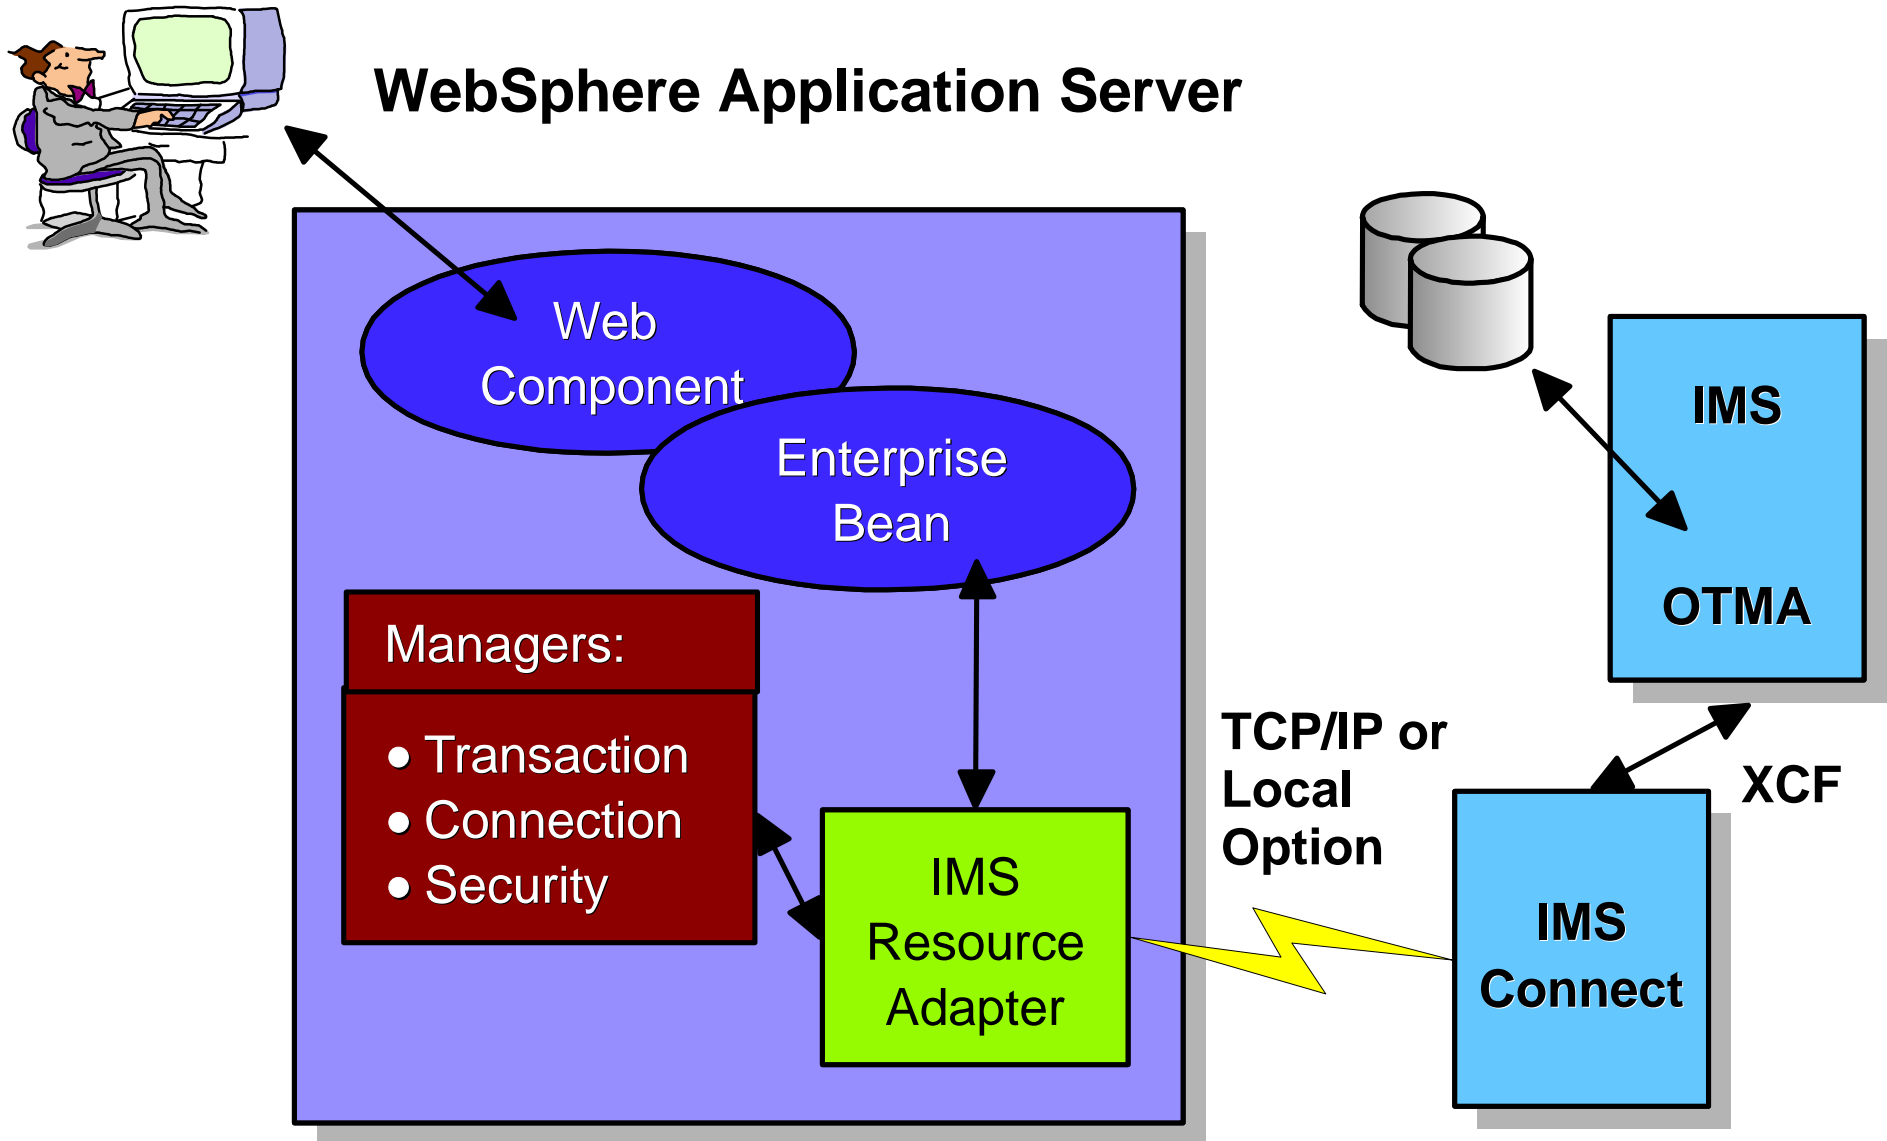 WebSphere Application Server
Web
Component
Enterprise
Bean
Managers:
● Transaction
● Connection
● Security
IMS
Resource
Adapter
TCP/IP or
Local
Option
IMS
OTMA
XCF
IMS
Connect